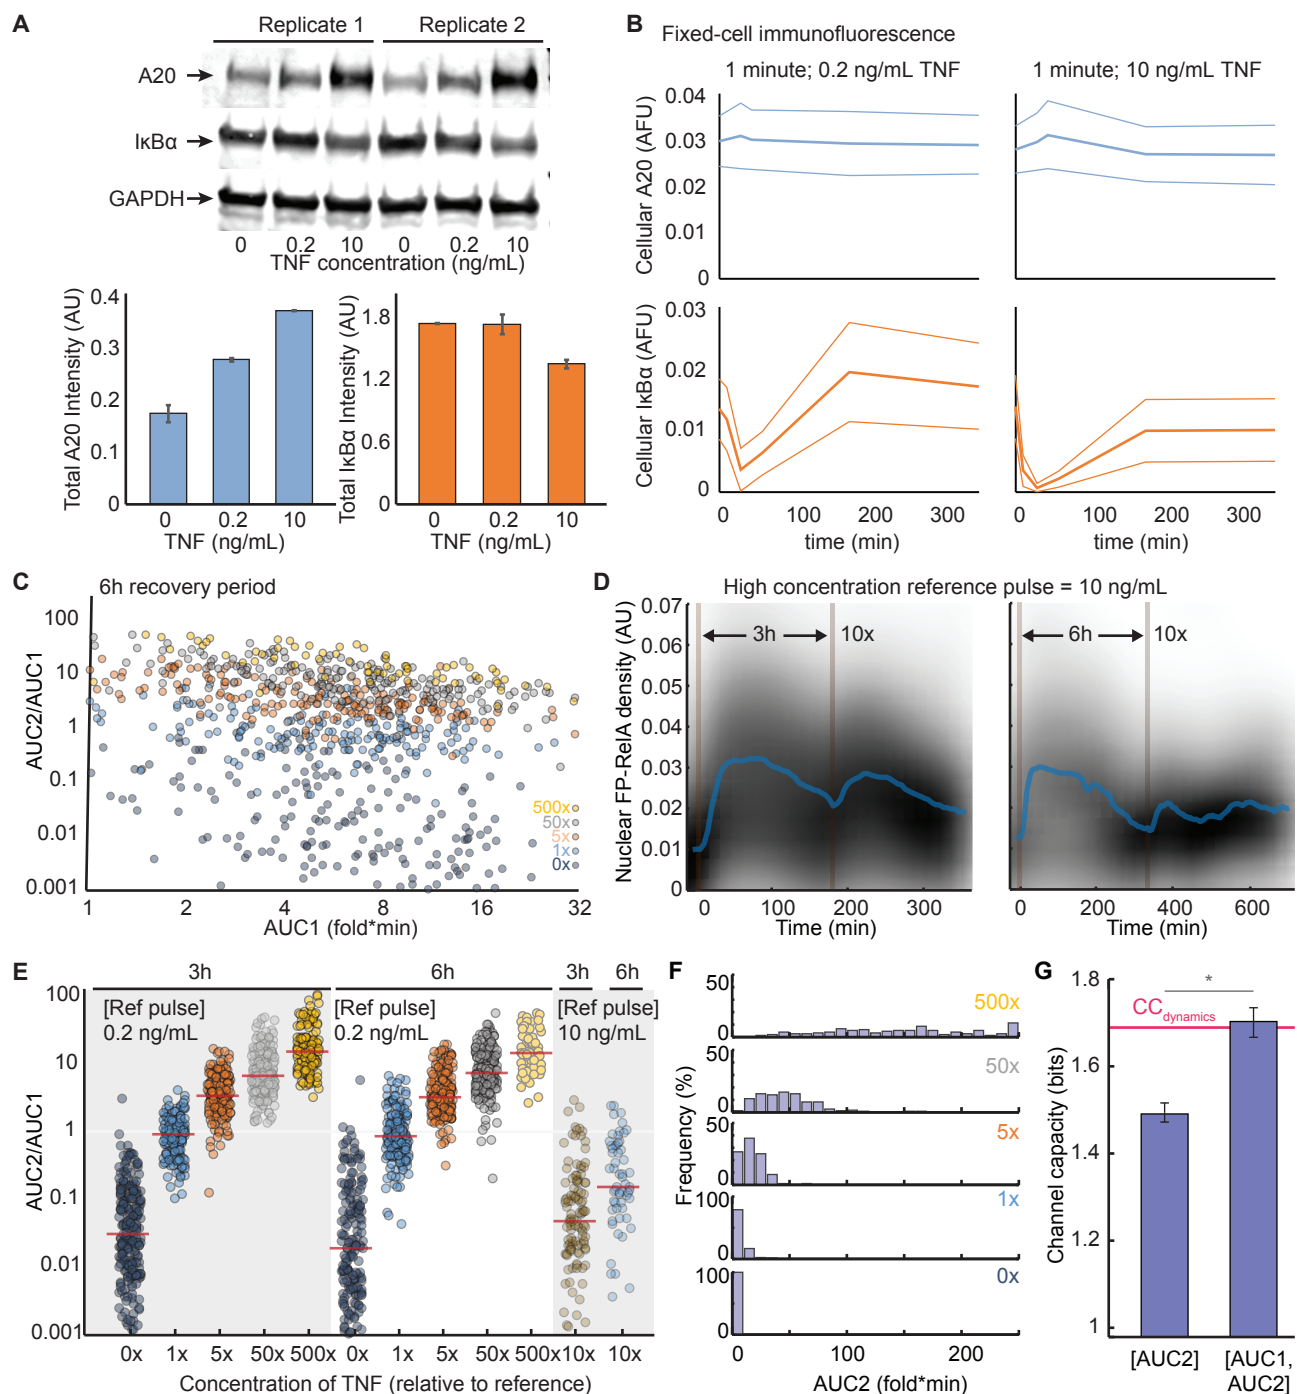 A
Replicate 1
Replicate 2
A20
IκBα
GAPDH
0 0.2 10 0 0.2 10
TNF concentration (ng/mL)
Total A20 Intensity (AU)
0.4
0.3
0.2
0.1
0
0 0.2 10
TNF (ng/mL)
Total IκBα Intensity (AU)
1.8
1.2
0.6
0
0 0.2 10
TNF (ng/mL)
B
Fixed-cell immunofluorescence
1 minute; 0.2 ng/mL TNF
1 minute; 10 ng/mL TNF
Cellular A20 (AFU)
0.04
0.03
0.02
0.01
0
Cellular IκBα (AFU)
0.03
0.02
0.01
0
0 100 200 300
time (min)
0 100 200 300
time (min)
C
6h recovery period
AUC2/AUC1
100
10
1
0.1
0.01
0.001
500x
50x
5x
1x
0x
1 2 4 8 16 32
AUC1 (fold*min)
D
High concentration reference pulse = 10 ng/mL
Nuclear FP-RelA density (AU)
0.07
0.06
0.05
0.04
0.03
0.02
0.01
0
3h
10x
0 100 200 300
Time (min)
6h
10x
0 200 400 600
Time (min)
E
3h
6h
3h
6h
[Ref pulse]
0.2 ng/mL
[Ref pulse]
0.2 ng/mL
[Ref pulse]
10 ng/mL
AUC2/AUC1
100
10
1
0.1
0.01
0.001
0x 1x 5x 50x 500x 0x 1x 5x 50x 500x 10x 10x
Concentration of TNF (relative to reference)
F
Frequency (%)
50
0
500x
50
0
50x
50
0
5x
100
0
1x
100
0
0x
0 100 200
AUC2 (fold*min)
G
Channel capacity (bits)
1.8
1.6
1.4
1.2
1
CCdynamics
*
[AUC2]
[AUC1,
AUC2]